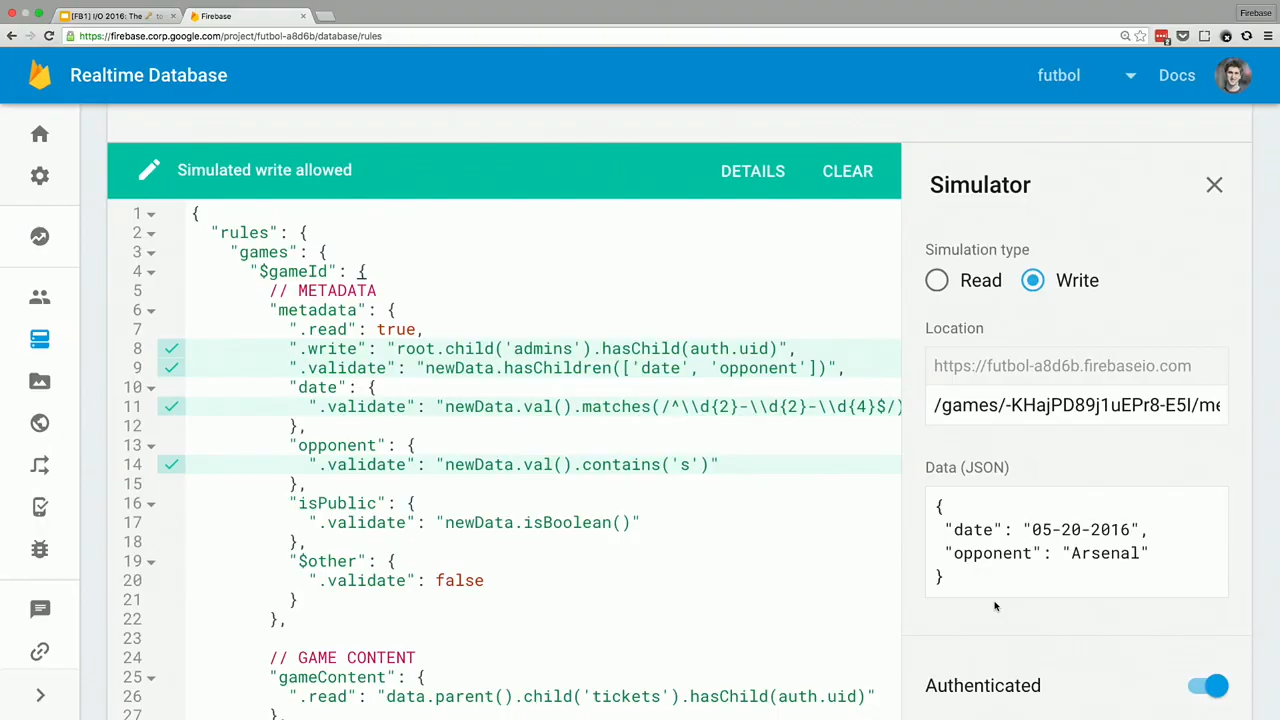 [FB1] I/O 2016: The 🔑 to
Firebase
Firebase
https://firebase.corp.google.com/project/futbol-a8d6b/database/rules
Realtime Database
futbol
Docs
Simulated write allowed
DETAILS
CLEAR
1 {
2 "rules": {
3 "games": {
4 "$gameId": {
5 // METADATA
6 "metadata": {
7 ".read": true,
8 ".write": "root.child('admins').hasChild(auth.uid)",
9 ".validate": "newData.hasChildren(['date', 'opponent'])",
10 "date": {
11 ".validate": "newData.val().matches(/^\\d{2}-\\d{2}-\\d{4}$/)
12 },
13 "opponent": {
14 ".validate": "newData.val().contains('s')"
15 },
16 "isPublic": {
17 ".validate": "newData.isBoolean()"
18 },
19 "$other": {
20 ".validate": false
21 }
22 },
23
24 // GAME CONTENT
25 "gameContent": {
26 ".read": "data.parent().child('tickets').hasChild(auth.uid)"
27 },
Simulator
Simulation type
Read
Write
Location
https://futbol-a8d6b.firebaseio.com
/games/-KHajPD89j1uEPr8-E5I/me
Data (JSON)
{
"date": "05-20-2016",
"opponent": "Arsenal"
}
Authenticated